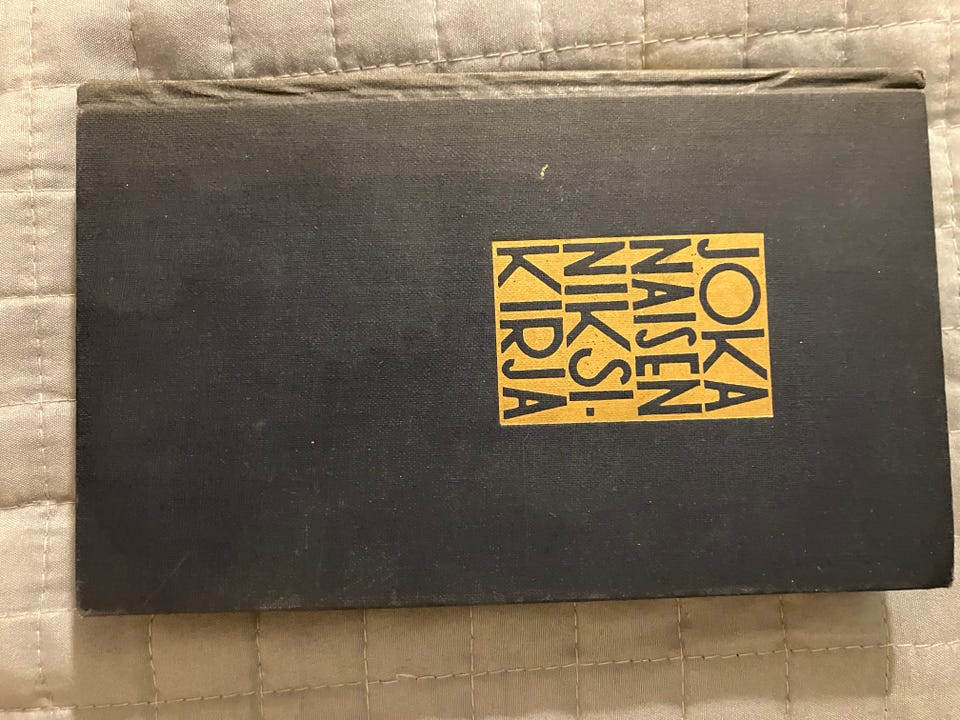 JOKA
NAISEN
NIKSI-
KIRJA